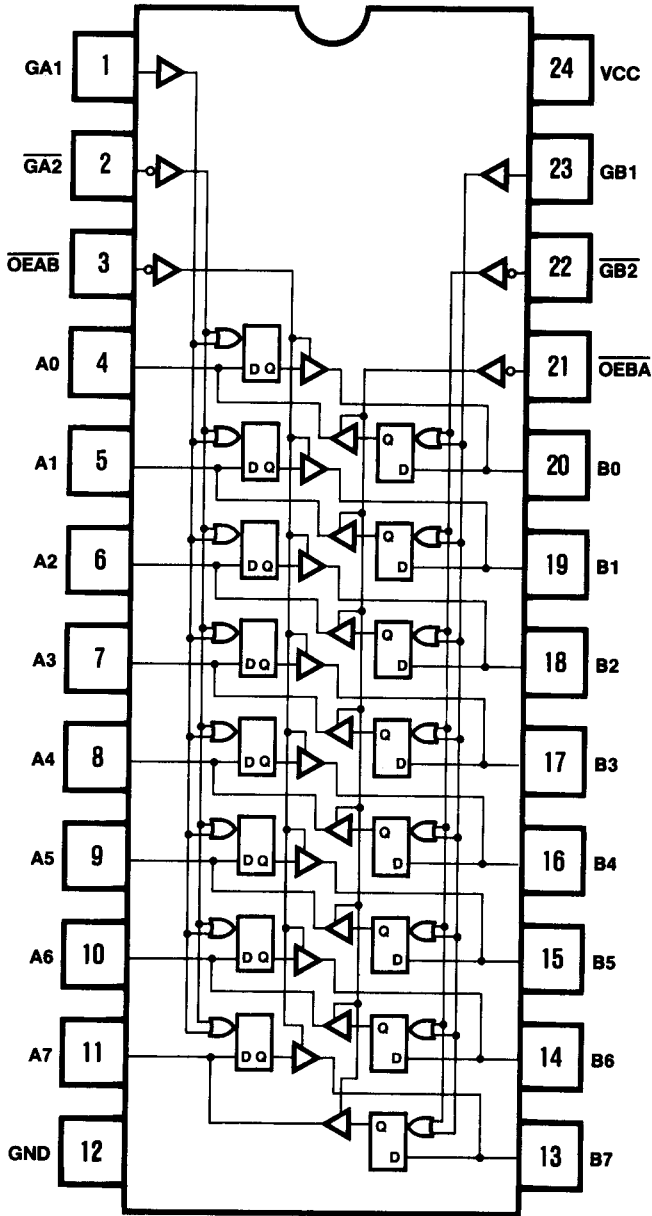 GA1 1 24 VCC
GA2 2 23 GB1
OEAB 3 22 GB2
A0 4 D Q 21 OEBA
A1 5 D Q Q D 20 B0
A2 6 D Q Q D 19 B1
A3 7 D Q Q D 18 B2
A4 8 D Q Q D 17 B3
A5 9 D Q Q D 16 B4
A6 10 D Q Q D 15 B5
A7 11 D Q Q D 14 B6
GND 12 Q D 13 B7